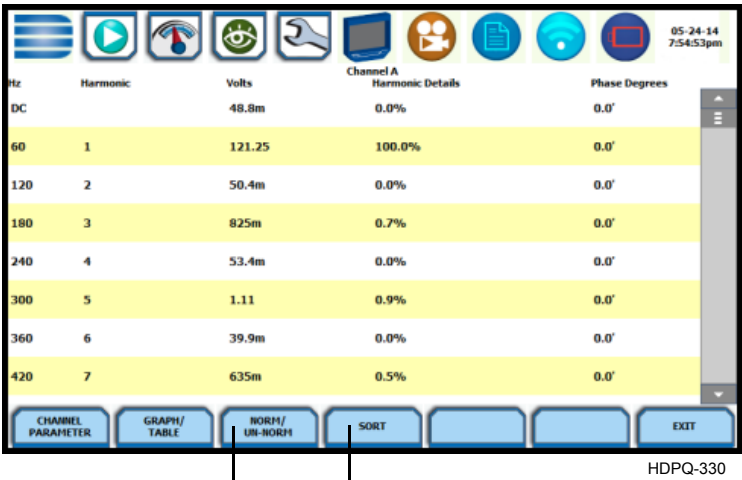 05-24-14
7:54:53pm
Channel A
Hz Harmonic Volts Harmonic Details Phase Degrees
DC 48.8m 0.0% 0.0'
60 1 121.25 100.0% 0.0'
120 2 50.4m 0.0% 0.0'
180 3 825m 0.7% 0.0'
240 4 53.4m 0.0% 0.0'
300 5 1.11 0.9% 0.0'
360 6 39.9m 0.0% 0.0'
420 7 635m 0.5% 0.0'
CHANNEL
PARAMETER
GRAPH/
TABLE
NORM/
UN-NORM
SORT
EXIT
HDPQ-330